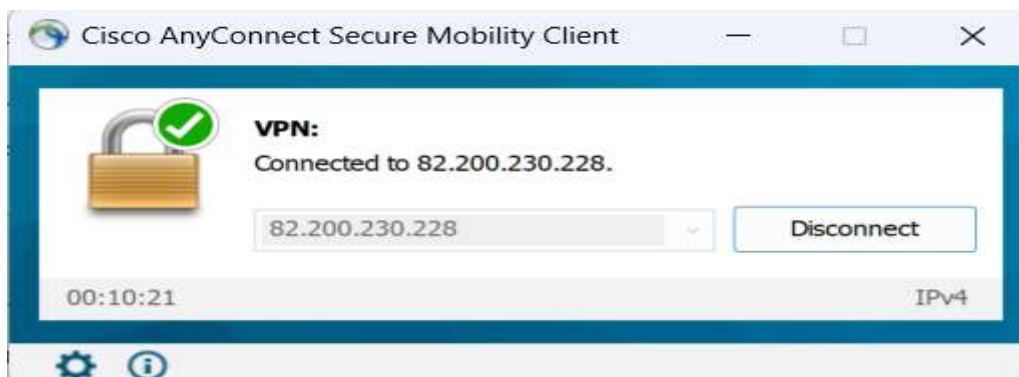 Cisco AnyConnect Secure Mobility Client
VPN:
Connected to 82.200.230.228.
82.200.230.228
Disconnect
00:10:21
IPv4